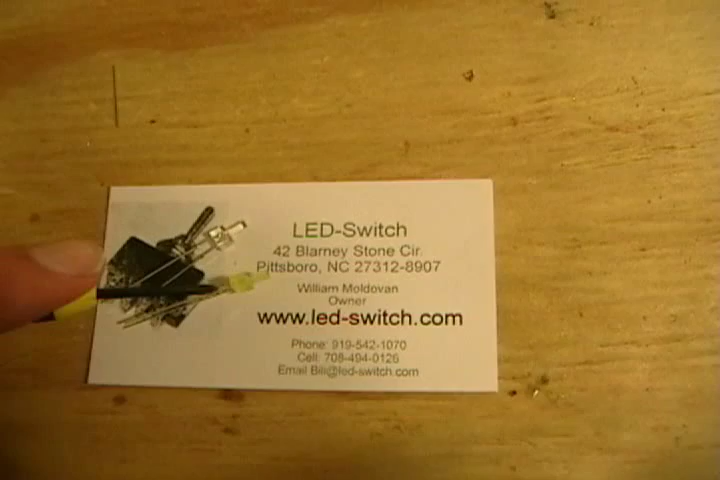 LED-Switch
42 Blarney Stone Cir.
Pittsboro, NC 27312-8907
William Moldovan
Owner
www.led-switch.com
Phone: 919-542-1070
Cell: 708-494-0126
Email Bill@led-switch.com